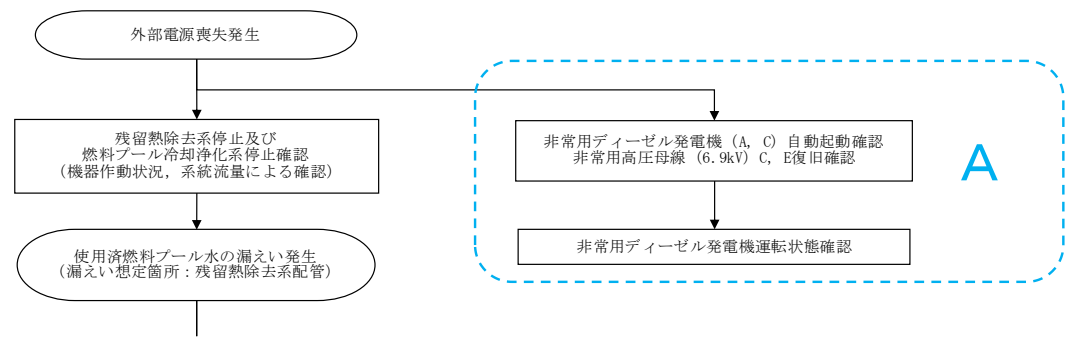 外部電源喪失発生
残留熱除去系停止及び
燃料プール冷却浄化系停止確認
(機器作動状況, 系統流量による確認)
使用済燃料プール水の漏えい発生
(漏えい想定箇所:残留熱除去系配管)
非常用ディーゼル発電機 (A, C) 自動起動確認
非常用高圧母線 (6.9kV) C, E復旧確認
非常用ディーゼル発電機運転状態確認
A